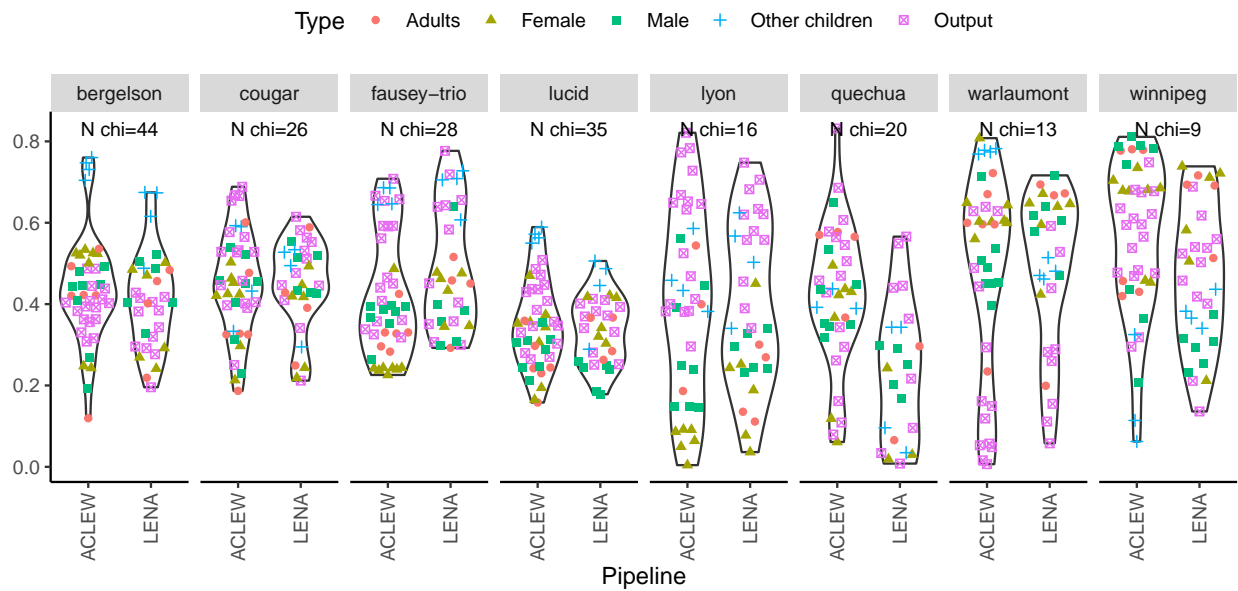 Type Adults Female Male Other children Output
bergelson cougar fausey−trio lucid lyon quechua warlaumont winnipeg
N chi=44 N chi=26 N chi=28 N chi=35 N chi=16 N chi=20 N chi=13 N chi=9
0.8
0.6
0.4
0.2
0.0
ACLEW LENA ACLEW LENA ACLEW LENA ACLEW LENA ACLEW LENA ACLEW LENA ACLEW LENA ACLEW LENA
Pipeline